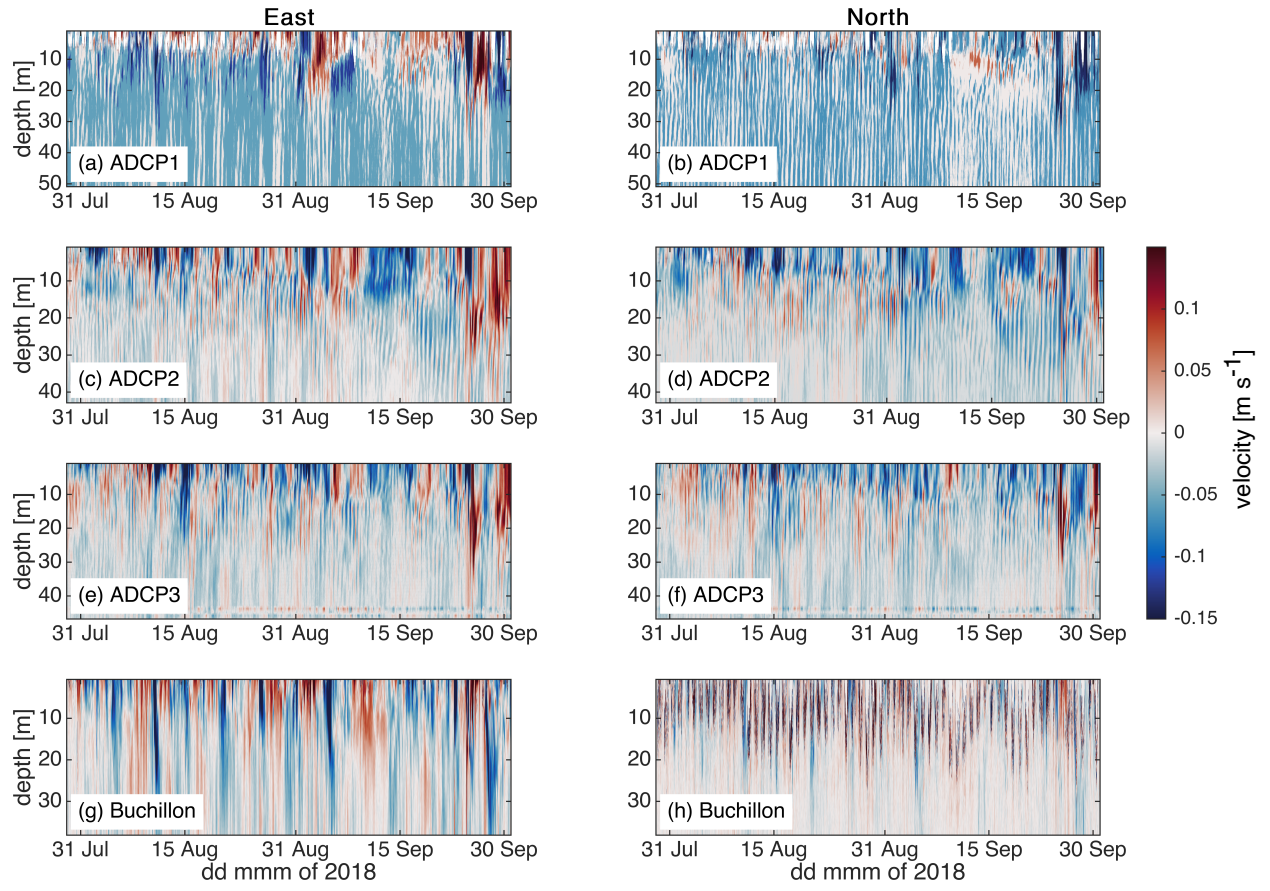 East
North
depth [m]
10
20
30
40
50
(a) ADCP1
31 Jul 15 Aug 31 Aug 15 Sep 30 Sep
10
20
30
40
50
(b) ADCP1
31 Jul 15 Aug 31 Aug 15 Sep 30 Sep
depth [m]
10
20
30
40
(c) ADCP2
31 Jul 15 Aug 31 Aug 15 Sep 30 Sep
10
20
30
40
(d) ADCP2
31 Jul 15 Aug 31 Aug 15 Sep 30 Sep
depth [m]
10
20
30
40
(e) ADCP3
31 Jul 15 Aug 31 Aug 15 Sep 30 Sep
10
20
30
40
(f) ADCP3
31 Jul 15 Aug 31 Aug 15 Sep 30 Sep
depth [m]
10
20
30
(g) Buchillon
31 Jul 15 Aug 31 Aug 15 Sep 30 Sep
dd mmm of 2018
10
20
30
(h) Buchillon
31 Jul 15 Aug 31 Aug 15 Sep 30 Sep
dd mmm of 2018
0.1
0.05
0
-0.05
-0.1
-0.15
velocity [m s-1]